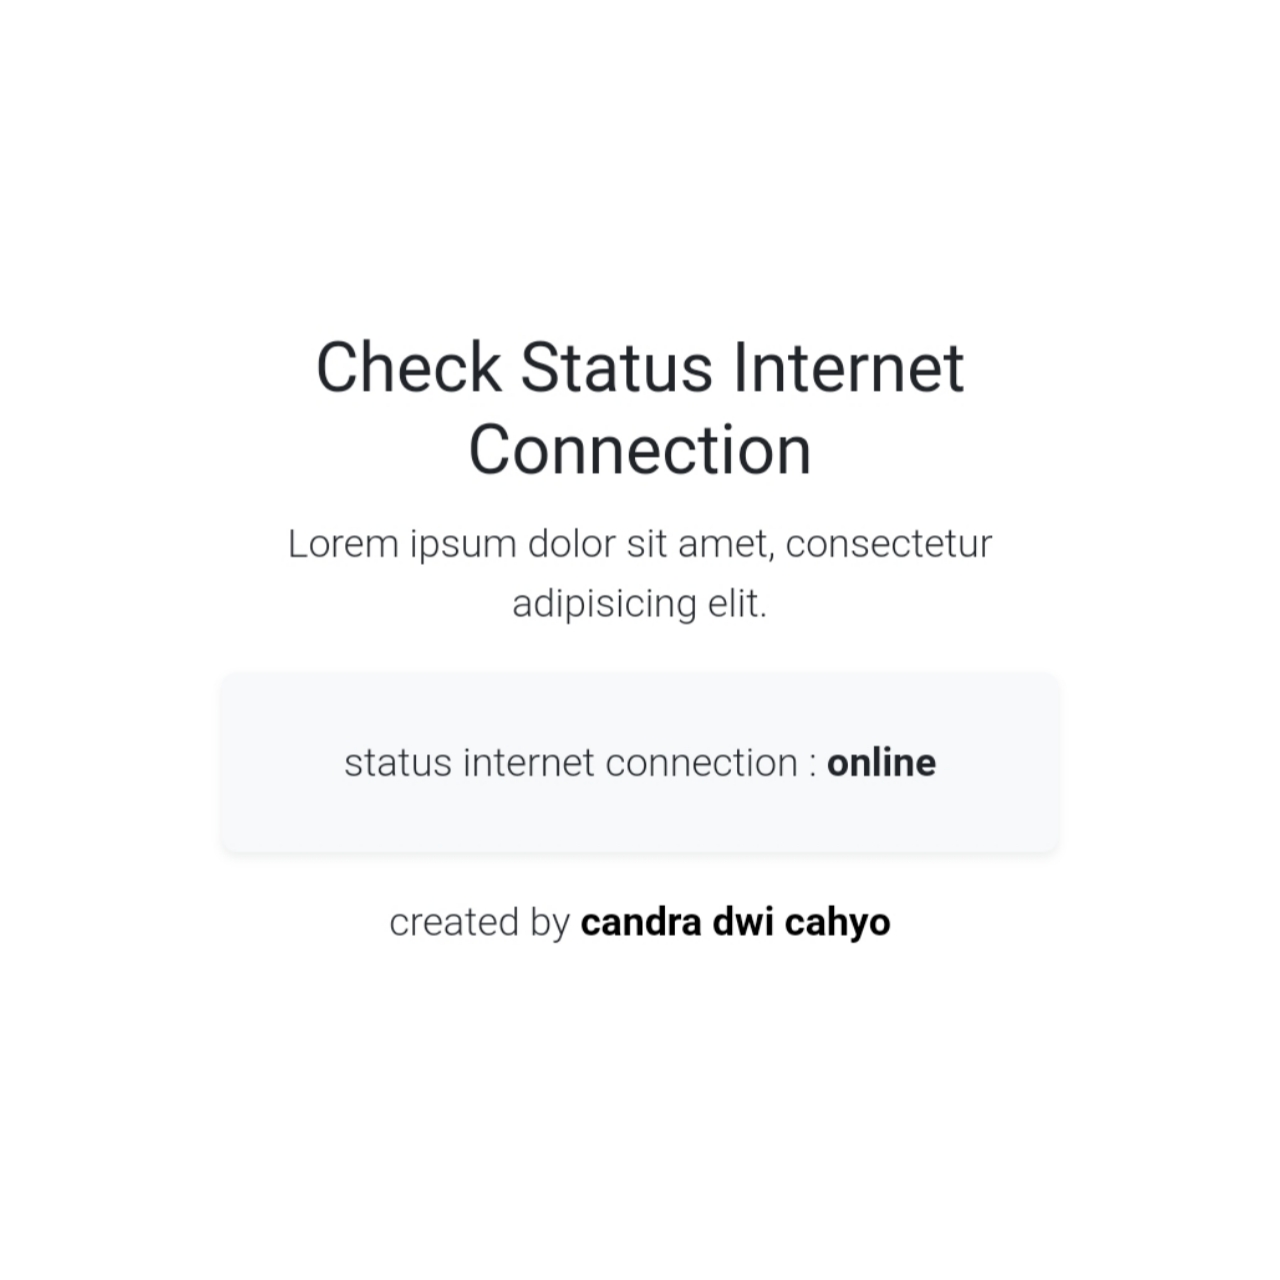 Check Status Internet
Connection
Lorem ipsum dolor sit amet, consectetur
adipisicing elit.
status internet connection : online
created by candra dwi cahyo